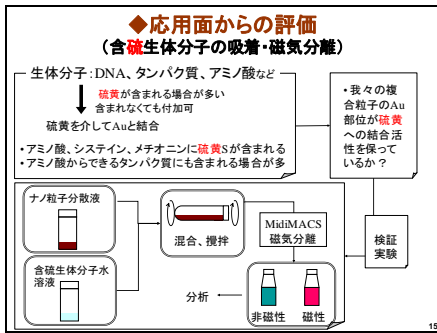 ◆応用面からの評価
(含硫生体分子の吸着・磁気分離)
生体分子:DNA、タンパク質、アミノ酸など
硫黄が含まれる場合が多い
含まれなくても付加可
硫黄を介してAuと結合
・アミノ酸、システイン、メチオニンに硫黄Sが含まれる
・アミノ酸からできるタンパク質にも含まれる場合が多
・我々の複
合粒子のAu
部位が硫黄
への結合活
性を保って
いるか?
ナノ粒子分散液
含硫生体分子水
溶液
混合、攪拌
MidiMACS
磁気分離
検証
実験
分析
非磁性
磁性
15